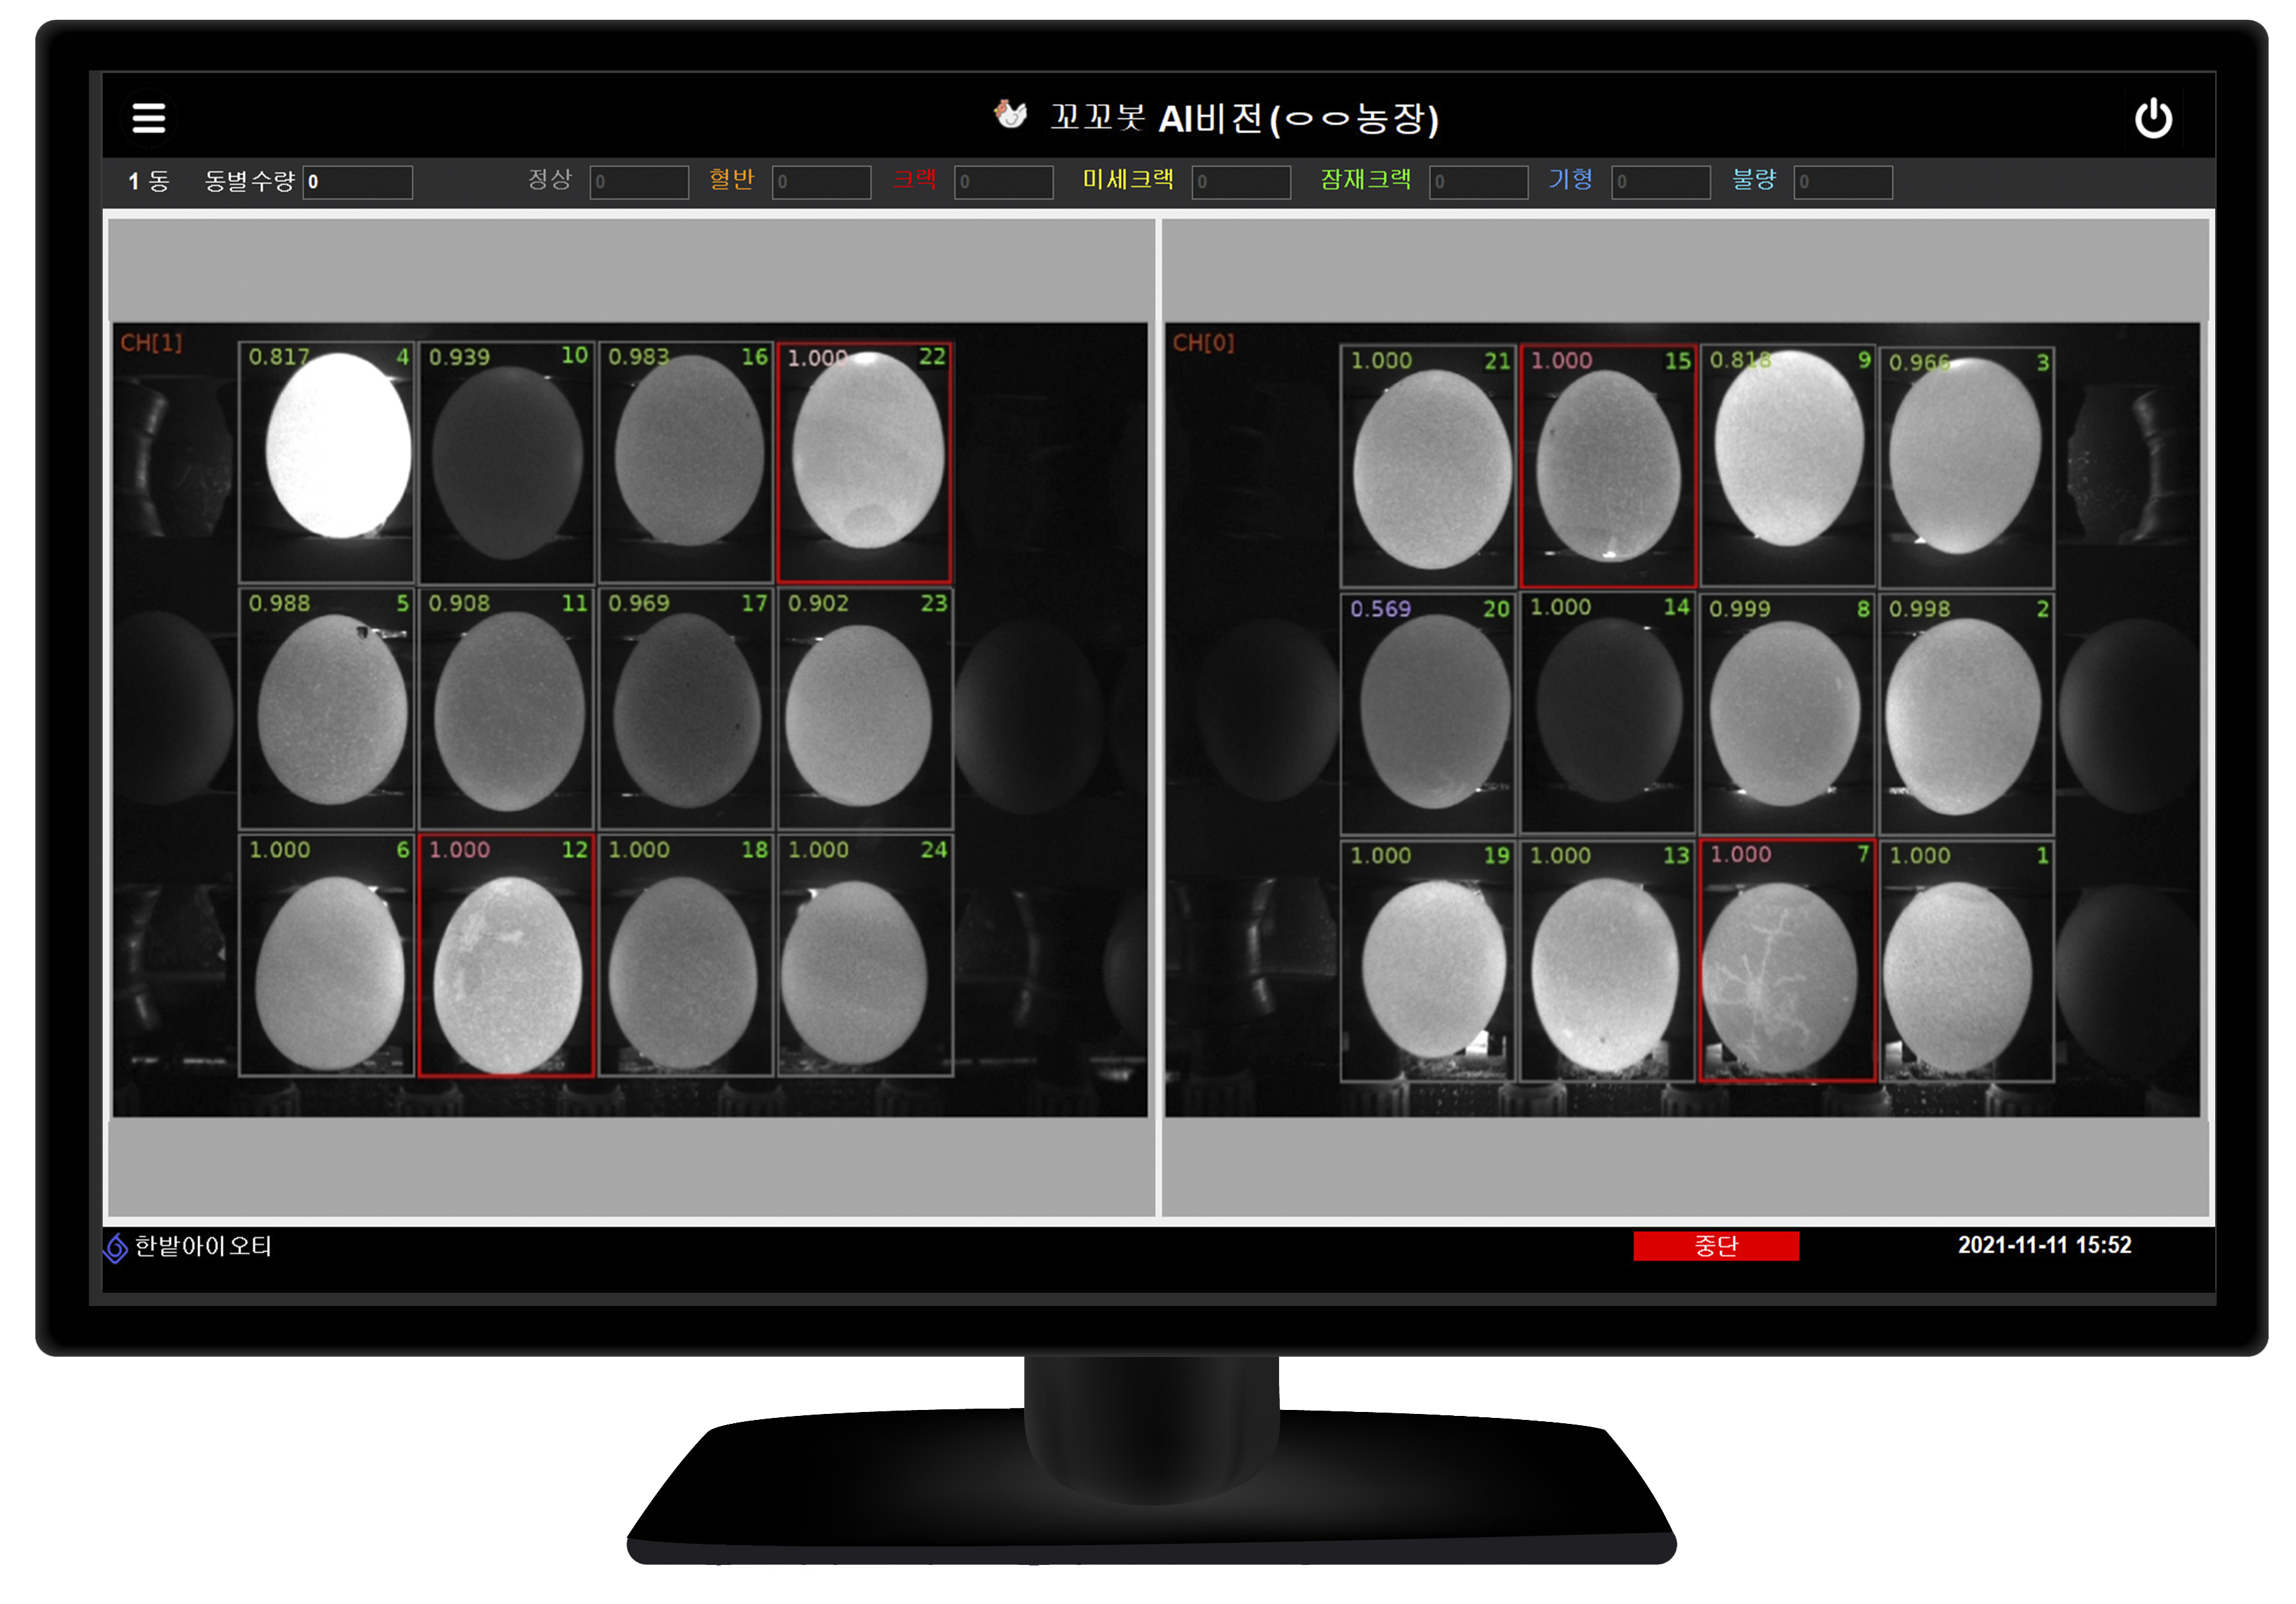 꼬꼬봇 AI비전(ㅇㅇ농장)
1 동 동별수량 0 정상 0 혈반 0 크랙 0 미세크랙 0 잠재크랙 0 기형 0 불량 0
CH[1]
0.817 4 0.939 10 0.983 16 1.000 22
0.988 5 0.908 11 0.969 17 0.902 23
1.000 6 1.000 12 1.000 18 1.000 24
CH[0]
1.000 21 1.000 15 0.818 9 0.966 3
0.569 20 1.000 14 0.999 8 0.998 2
1.000 19 1.000 13 1.000 7 1.000 1
한밭아이오티 중단 2021-11-11 15:52